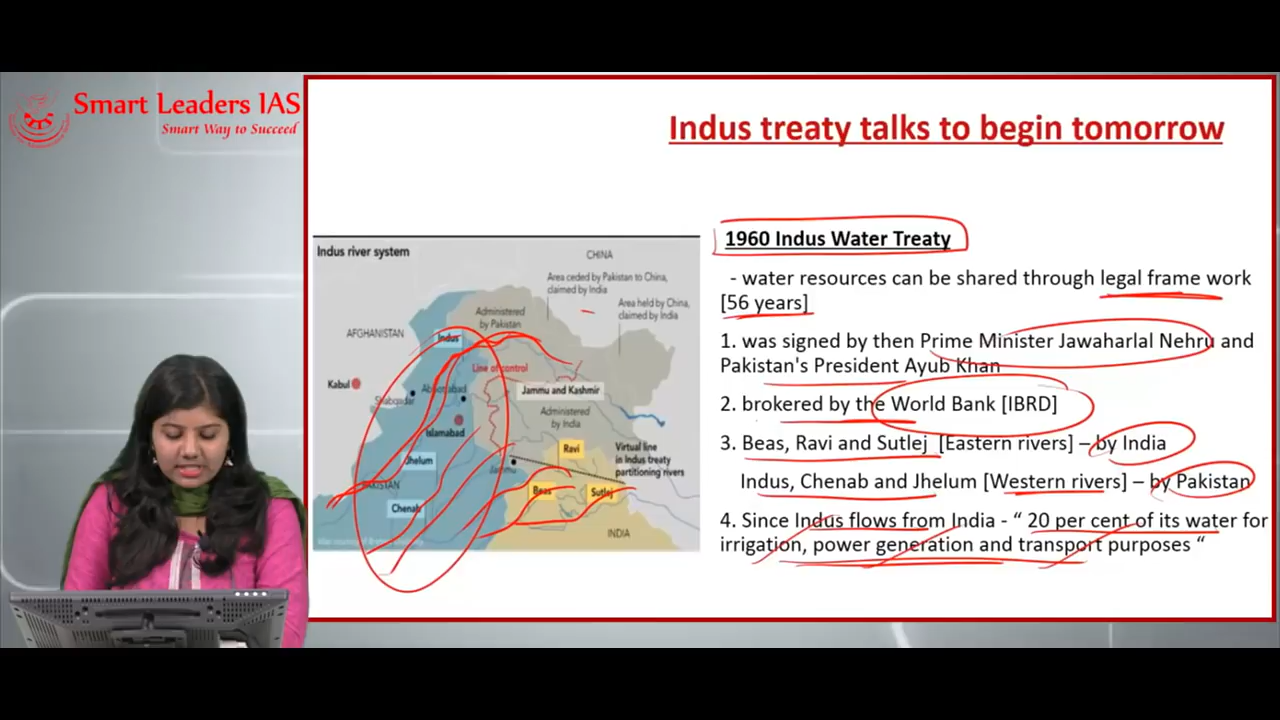 Smart Leaders IAS
Smart Way to Succeed
Indus treaty talks to begin tomorrow
Indus river system
CHINA
Area ceded by Pakistan to China,
claimed by India
Area held by China,
claimed by India
Administered
by Pakistan
AFGHANISTAN
Indus
Line of control
Kabul
Abbottabad
Shabqadar
Jammu and Kashmir
Administered
by India
Islamabad
Ravi
Virtual line
in Indus treaty
partitioning rivers
Jhelum
Jammu
PAKISTAN
Beas
Sutlej
Chenab
INDIA
1960 Indus Water Treaty
- water resources can be shared through legal frame work
[56 years]
1. was signed by then Prime Minister Jawaharlal Nehru and
Pakistan's President Ayub Khan
2. brokered by the World Bank [IBRD]
3. Beas, Ravi and Sutlej [Eastern rivers] – by India
Indus, Chenab and Jhelum [Western rivers] – by Pakistan
4. Since Indus flows from India - “ 20 per cent of its water for
irrigation, power generation and transport purposes “